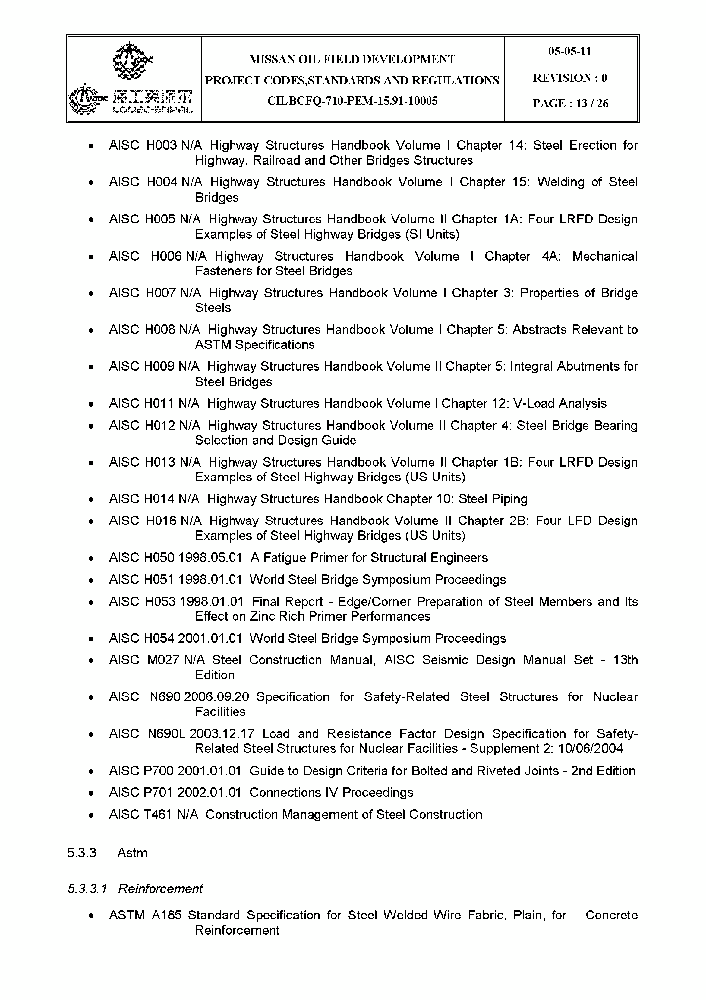 05-05-11
MISSAN OIL FIELD DEVELOPMENT
PROJECT CODES,STANDARDS AND REGULATIONS
REVISION : 0
CILBCFQ-710-PEM-15.91-10005
PAGE : 13 / 26
海工英派尔
COOEC-ENPAL
• AISC H003 N/A Highway Structures Handbook Volume I Chapter 14: Steel Erection for
Highway, Railroad and Other Bridges Structures
• AISC H004 N/A Highway Structures Handbook Volume I Chapter 15: Welding of Steel
Bridges
• AISC H005 N/A Highway Structures Handbook Volume II Chapter 1A: Four LRFD Design
Examples of Steel Highway Bridges (SI Units)
• AISC H006 N/A Highway Structures Handbook Volume I Chapter 4A: Mechanical
Fasteners for Steel Bridges
• AISC H007 N/A Highway Structures Handbook Volume I Chapter 3: Properties of Bridge
Steels
• AISC H008 N/A Highway Structures Handbook Volume I Chapter 5: Abstracts Relevant to
ASTM Specifications
• AISC H009 N/A Highway Structures Handbook Volume II Chapter 5: Integral Abutments for
Steel Bridges
• AISC H011 N/A Highway Structures Handbook Volume I Chapter 12: V-Load Analysis
• AISC H012 N/A Highway Structures Handbook Volume II Chapter 4: Steel Bridge Bearing
Selection and Design Guide
• AISC H013 N/A Highway Structures Handbook Volume II Chapter 1B: Four LRFD Design
Examples of Steel Highway Bridges (US Units)
• AISC H014 N/A Highway Structures Handbook Chapter 10: Steel Piping
• AISC H016 N/A Highway Structures Handbook Volume II Chapter 2B: Four LFD Design
Examples of Steel Highway Bridges (US Units)
• AISC H050 1998.05.01 A Fatigue Primer for Structural Engineers
• AISC H051 1998.01.01 World Steel Bridge Symposium Proceedings
• AISC H053 1998.01.01 Final Report - Edge/Corner Preparation of Steel Members and Its
Effect on Zinc Rich Primer Performances
• AISC H054 2001.01.01 World Steel Bridge Symposium Proceedings
• AISC M027 N/A Steel Construction Manual, AISC Seismic Design Manual Set - 13th
Edition
• AISC N690 2006.09.20 Specification for Safety-Related Steel Structures for Nuclear
Facilities
• AISC N690L 2003.12.17 Load and Resistance Factor Design Specification for Safety-
Related Steel Structures for Nuclear Facilities - Supplement 2: 10/06/2004
• AISC P700 2001.01.01 Guide to Design Criteria for Bolted and Riveted Joints - 2nd Edition
• AISC P701 2002.01.01 Connections IV Proceedings
• AISC T461 N/A Construction Management of Steel Construction
5.3.3 Astm
5.3.3.1 Reinforcement
• ASTM A185 Standard Specification for Steel Welded Wire Fabric, Plain, for Concrete
Reinforcement